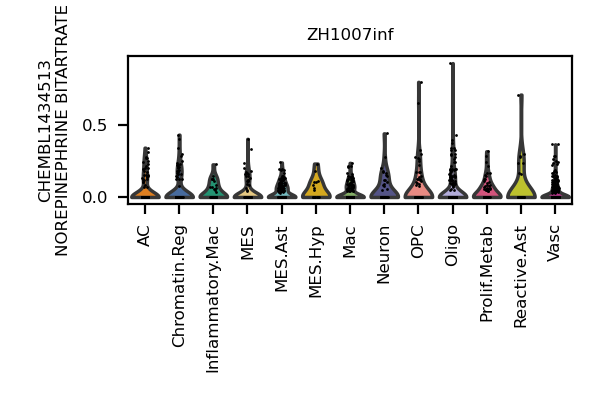 ZH1007inf
CHEMBL1434513
NOREPINEPHRINE BITARTRATE
0.5
0.0
AC
Chromatin.Reg
Inflammatory.Mac
MES
MES.Ast
MES.Hyp
Mac
Neuron
OPC
Oligo
Prolif.Metab
Reactive.Ast
Vasc